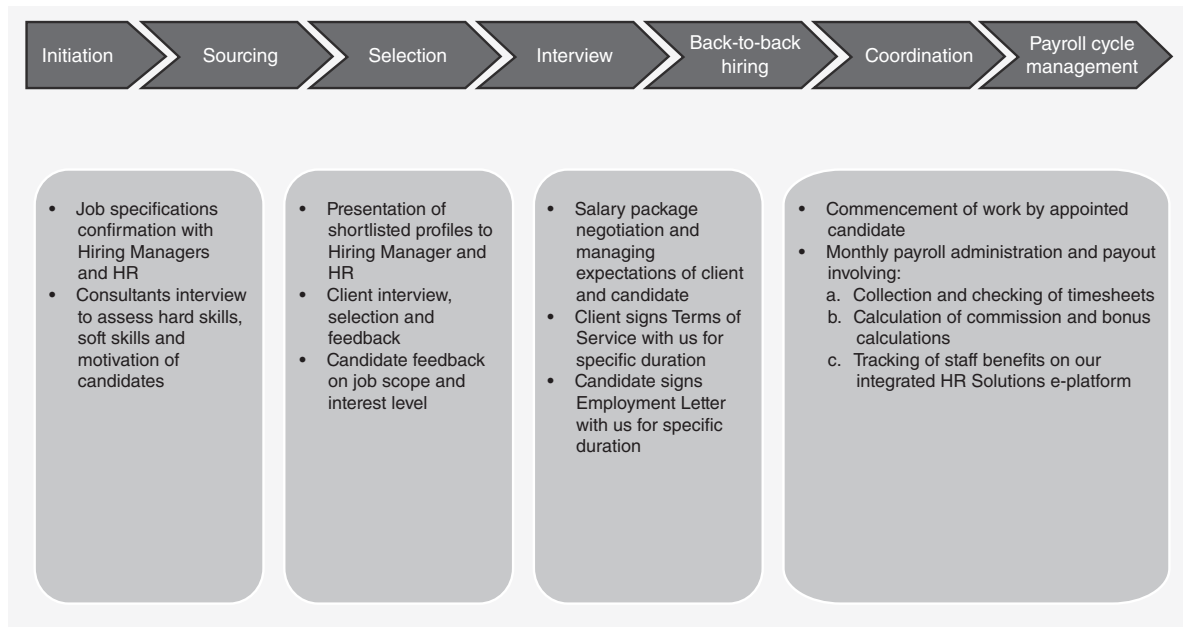 Initiation
Sourcing
Selection
Interview
Back-to-back
hiring
Coordination
Payroll cycle
management
• Job specifications
confirmation with
Hiring Managers
and HR
• Consultants interview
to assess hard skills,
soft skills and
motivation of
candidates
• Presentation of
shortlisted profiles to
Hiring Manager and
HR
• Client interview,
selection and
feedback
• Candidate feedback
on job scope and
interest level
• Salary package
negotiation and
managing
expectations of client
and candidate
• Client signs Terms of
Service with us for
specific duration
• Candidate signs
Employment Letter
with us for specific
duration
• Commencement of work by appointed
candidate
• Monthly payroll administration and payout
involving:
a. Collection and checking of timesheets
b. Calculation of commission and bonus
calculations
c. Tracking of staff benefits on our
integrated HR Solutions e-platform